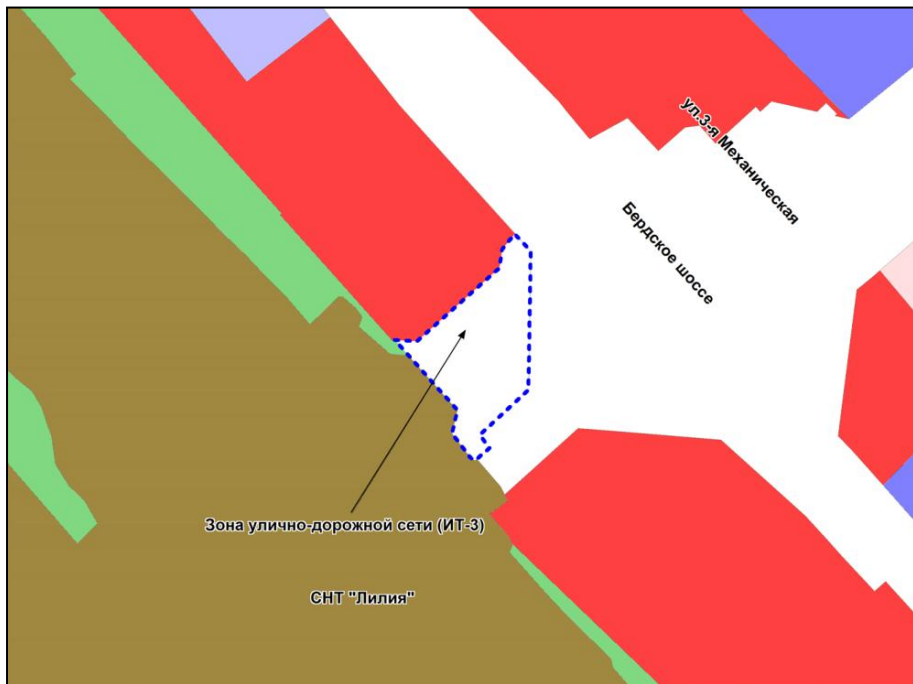 ул.3-я Механическая
Бердское шоссе
Зона улично-дорожной сети (ИТ-3)
СНТ "Лилия"